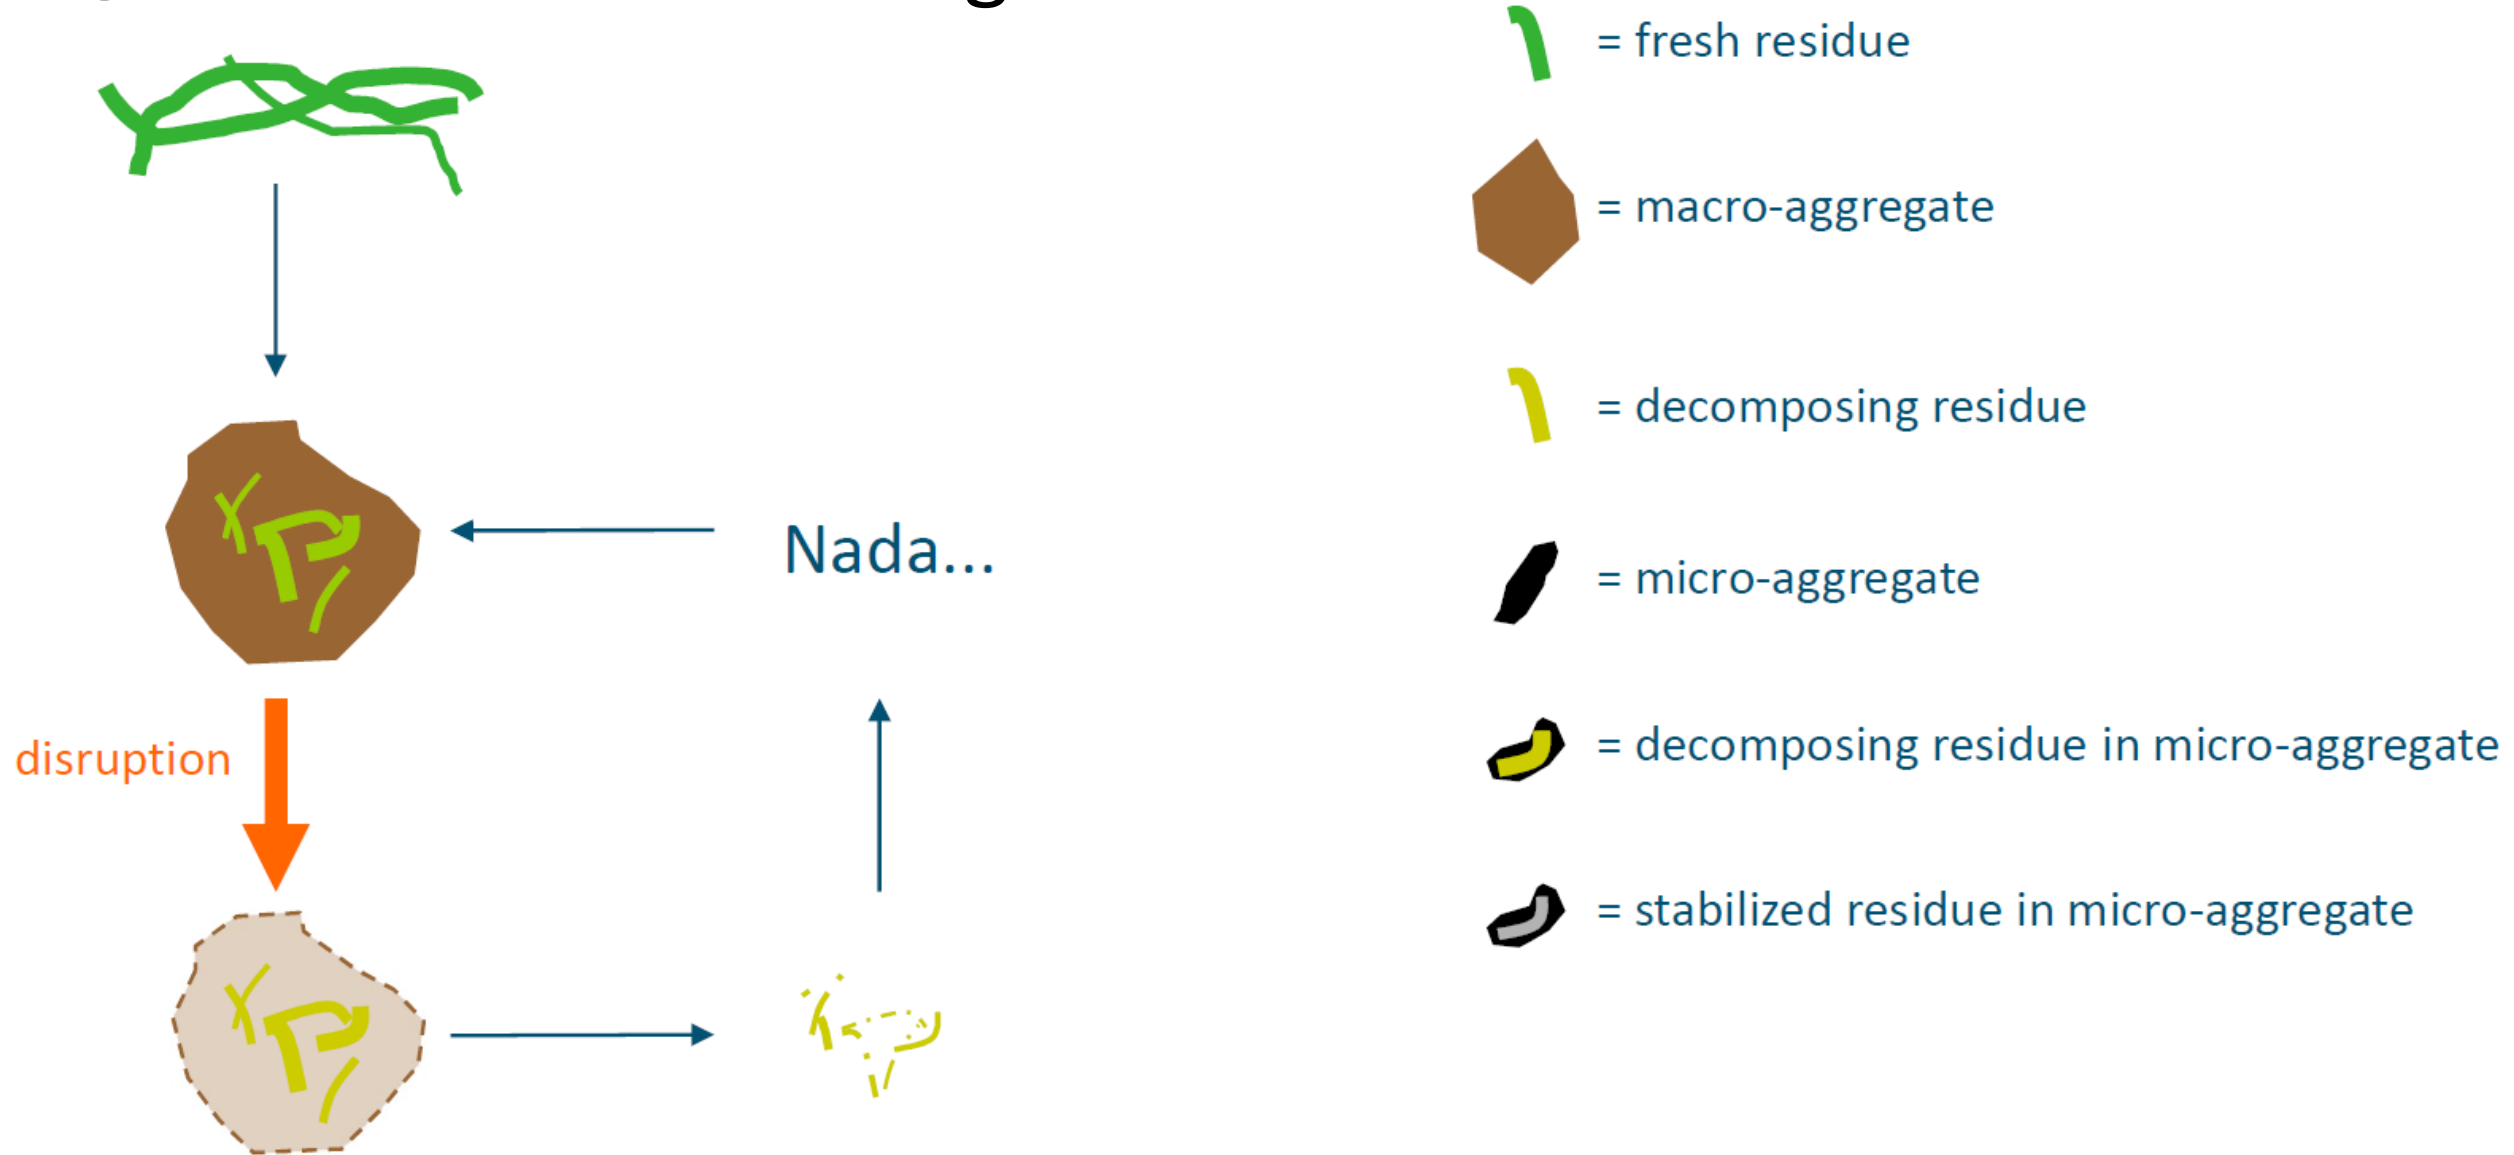 = fresh residue
= macro-aggregate
= decomposing residue
Nada...
= micro-aggregate
disruption
= decomposing residue in micro-aggregate
= stabilized residue in micro-aggregate